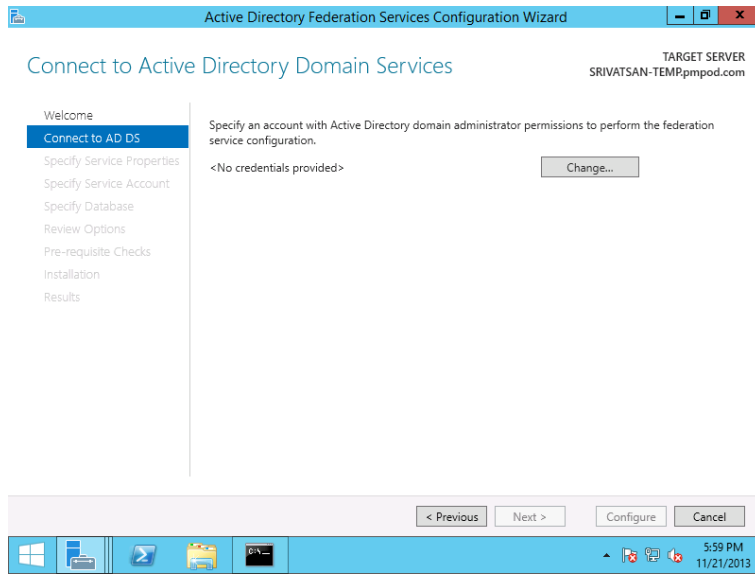 Active Directory Federation Services Configuration Wizard
Connect to Active Directory Domain Services
TARGET SERVER
SRIVATSAN-TEMP.pmpod.com
Welcome
Connect to AD DS
Specify Service Properties
Specify Service Account
Specify Database
Review Options
Pre-requisite Checks
Installation
Results
Specify an account with Active Directory domain administrator permissions to perform the federation
service configuration.
<No credentials provided>
Change...
< Previous
Next >
Configure
Cancel
C:\
5:59 PM
11/21/2013